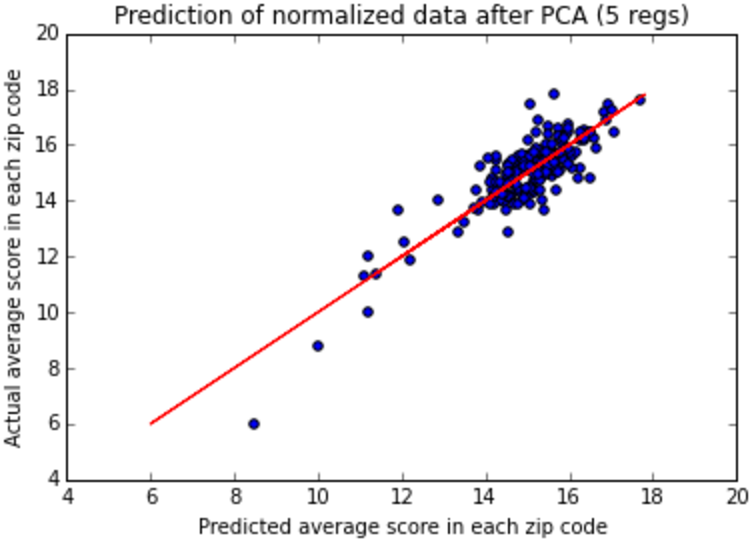 Prediction of normalized data after PCA (5 regs)
20
18
16
14
12
10
8
6
4
Actual average score in each zip code
4 6 8 10 12 14 16 18 20
Predicted average score in each zip code